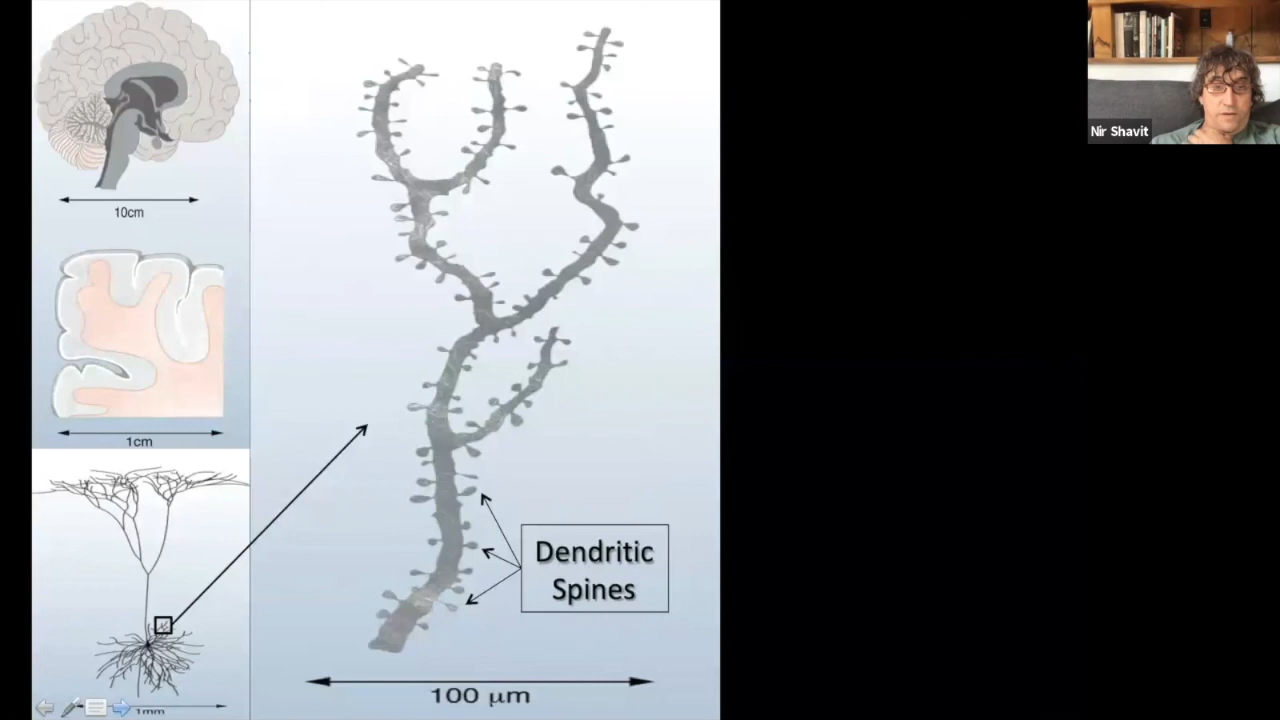 10cm
1cm
1mm
Dendritic
Spines
100 μm
Nir Shavit